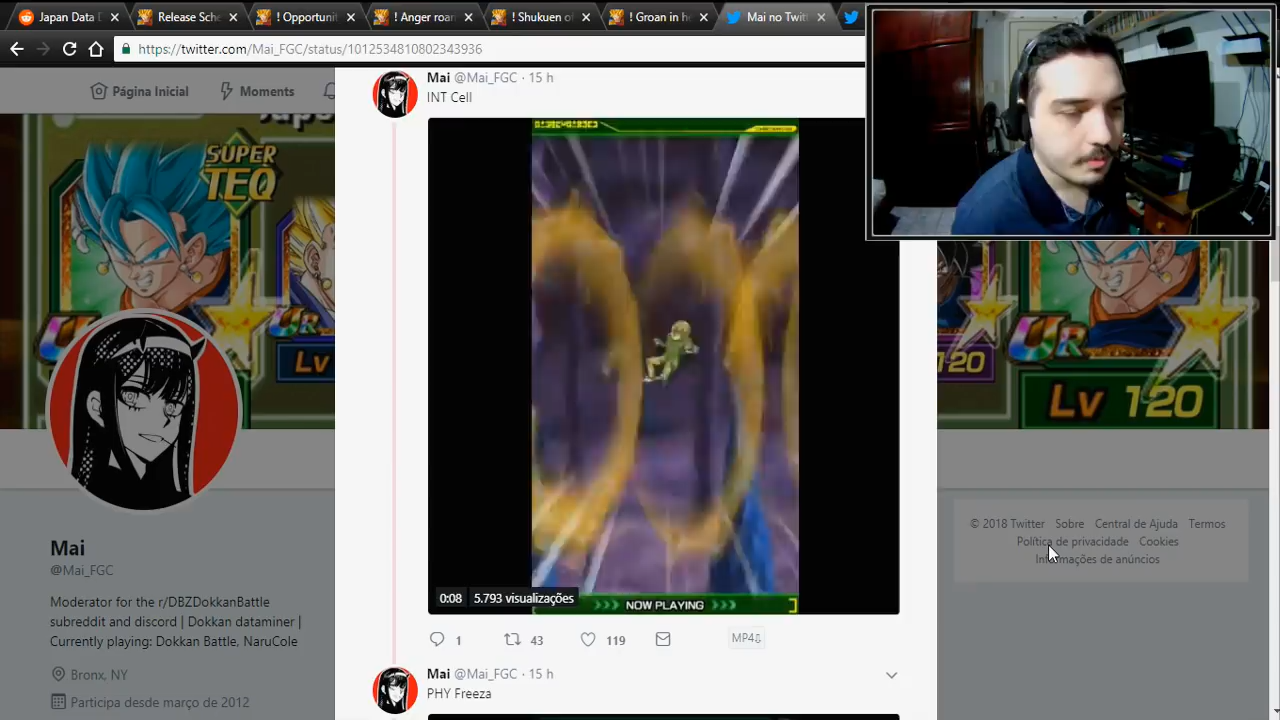 Japan Data D
Release Sche
! Opportuni
! Anger roar
! Shukuen o
! Groan in he
Mai no Twit
https://twitter.com/Mai_FGC/status/1012534810802343936
Página Inicial
Moments
Mai @Mai_FGC · 15 h
INT Cell
SUPER
TEQ
UR
Lv
120
UR
Lv 120
0:08
5.793 visualizações
NOW PLAYING
1
43
119
MP4
Mai @Mai_FGC · 15 h
PHY Freeza
Mai
@Mai_FGC
Moderator for the r/DBZDokkanBattle
subreddit and discord | Dokkan dataminer |
Currently playing: Dokkan Battle, NaruCole
Bronx, NY
Participa desde março de 2012
© 2018 Twitter Sobre Central de Ajuda Termos
Política de privacidade Cookies
Informações de anúncios